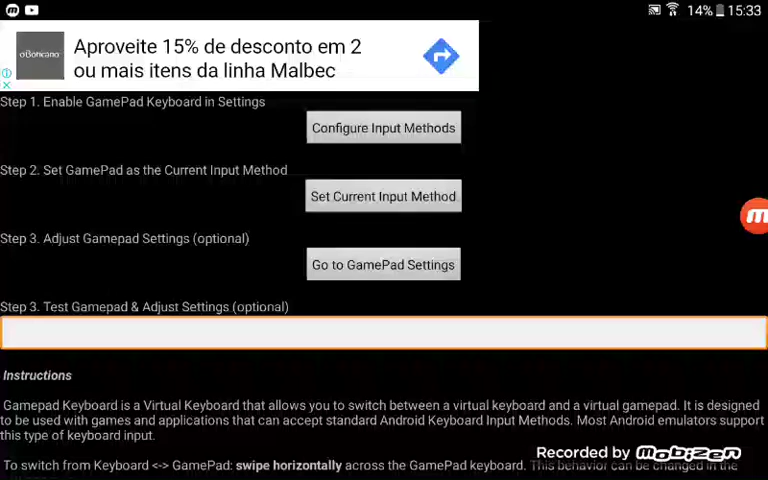 14% 15:33
oBoticário
Aproveite 15% de desconto em 2
ou mais itens da linha Malbec
Step 1. Enable GamePad Keyboard in Settings
Configure Input Methods
Step 2. Set GamePad as the Current Input Method
Set Current Input Method
Step 3. Adjust Gamepad Settings (optional)
Go to GamePad Settings
Step 3. Test Gamepad & Adjust Settings (optional)
Instructions
Gamepad Keyboard is a Virtual Keyboard that allows you to switch between a virtual keyboard and a virtual gamepad. It is designed
to be used with games and applications that can accept standard Android Keyboard Input Methods. Most Android emulators support
this type of keyboard input.
Recorded by Mobizen
To switch from Keyboard <-> GamePad: swipe horizontally across the GamePad keyboard. This behavior can be changed in the